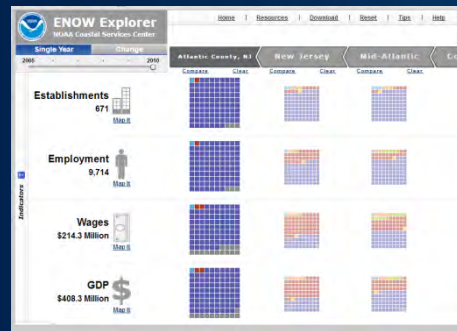 ENOW Explorer
NOAA Coastal Services Center
Home | Resources | Download | Reset | Tips | Help
Single Year Change
2005 2010
Atlantic County, NJ New Jersey Mid-Atlantic
Compare Clear Compare Clear Compare Clear
Establishments
671
Map It
Employment
9,714
Map It
Indicators
Wages
$214.3 Million
Map It
GDP
$408.3 Million
Map It